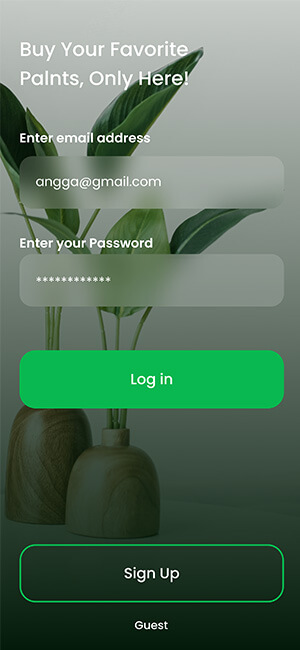 Buy Your Favorite
Palnts, Only Here!
Enter email address
angga@gmail.com
Enter your Password
************
Log in
Sign Up
Guest